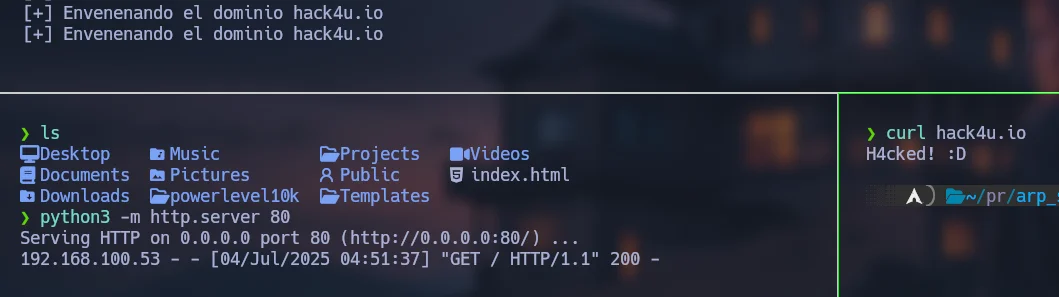 [+] Envenenando el dominio hack4u.io
[+] Envenenando el dominio hack4u.io
❯ ls
Desktop Music Projects Videos
Documents Pictures Public index.html
Downloads powerlevel10k Templates
❯ python3 -m http.server 80
Serving HTTP on 0.0.0.0 port 80 (http://0.0.0.0:80/) ...
192.168.100.53 - - [04/Jul/2025 04:51:37] "GET / HTTP/1.1" 200 -
❯ curl hack4u.io
H4cked! :D
~/pr/arp_s